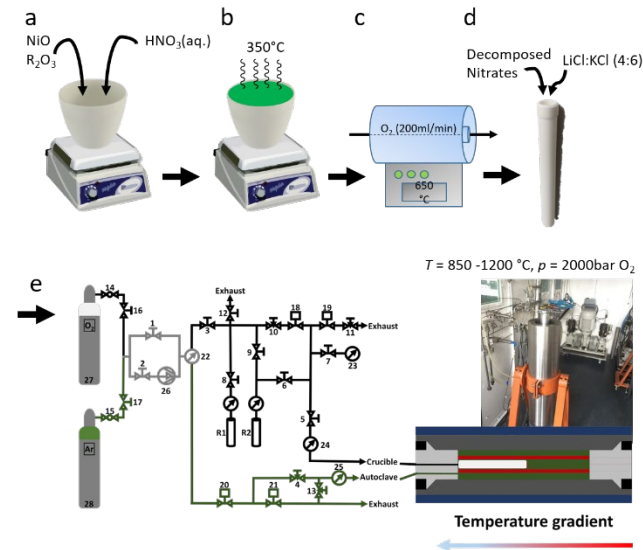 a
b
c
d
NiO
R₂O₃
HNO₃(aq.)
350°C
O₂ (200ml/min)
650
°C
Decomposed
Nitrates
LiCl:KCl (4:6)
e
T = 850 -1200 °C, p = 2000bar O₂
14
16
O₂
27
1
2
26
22
15
17
Ar
28
Exhaust
12
3
10
18
19
11
Exhaust
9
7
23
8
6
R1
R2
5
24
Crucible
25
Autoclave
4
20
21
13
Exhaust
Temperature gradient